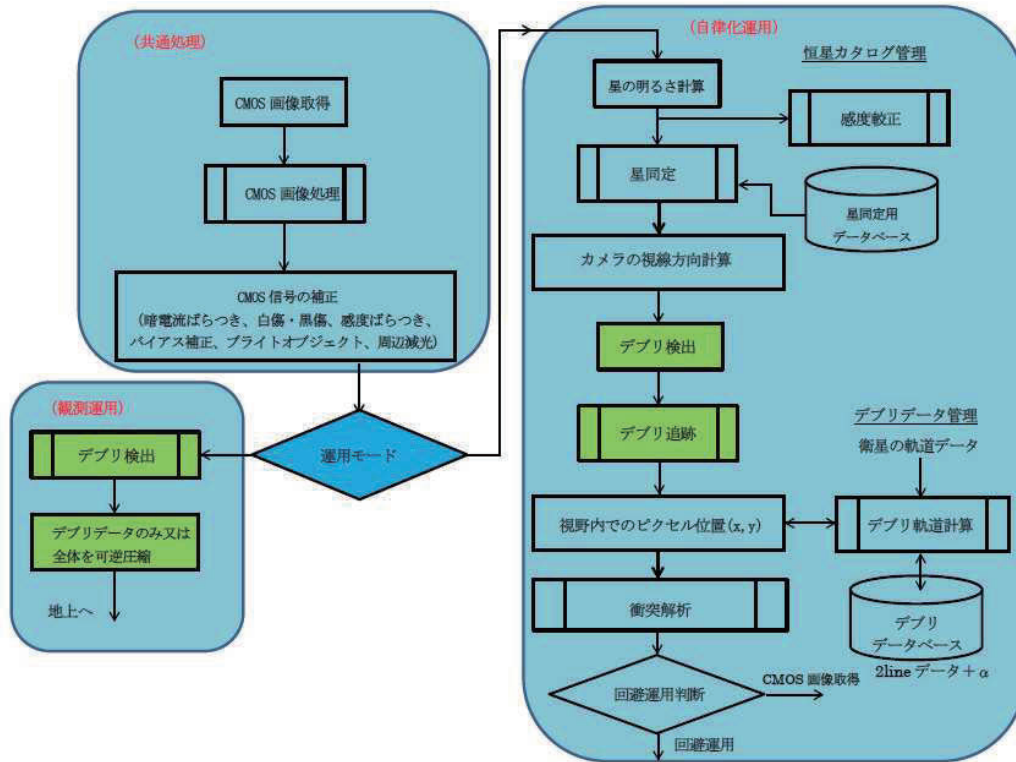 (共通処理)
CMOS 画像取得
CMOS 画像処理
CMOS 信号の補正
(暗電流ばらつき、白傷・黒傷、感度ばらつき、
バイアス補正、ブライトオブジェクト、周辺減光)
運用モード
(観測運用)
デブリ検出
デブリデータのみ又は
全体を可逆圧縮
地上へ
(自律化運用)
星の明るさ計算
恒星カタログ管理
感度較正
星同定
星同定用
データベース
カメラの視線方向計算
デブリ検出
デブリ追跡
デブリデータ管理
衛星の軌道データ
視野内でのピクセル位置(x, y)
デブリ軌道計算
衝突解析
デブリ
データベース
2line データ+α
回避運用判断
CMOS 画像取得
回避運用